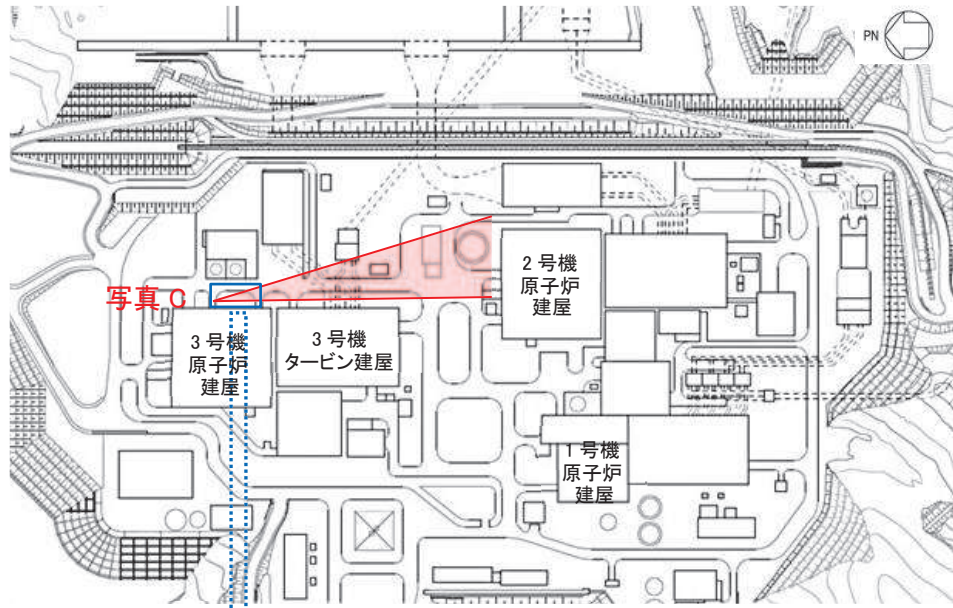 PN
写真 C
2 号機
原子炉
建屋
3 号機
原子炉
建屋
3 号機
タービン建屋
1 号機
原子炉
建屋